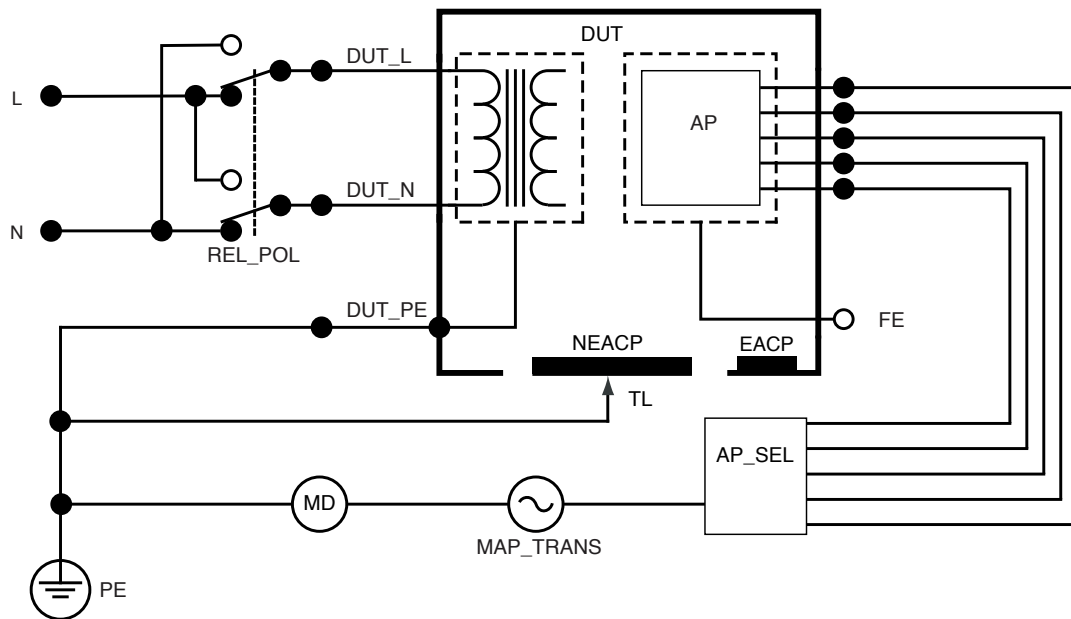 DUT
DUT_L
L
AP
DUT_N
N
REL_POL
DUT_PE
FE
NEACP
EACP
TL
AP_SEL
MD
MAP_TRANS
PE